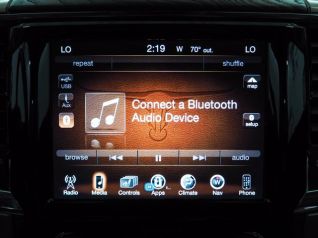 LO 2:19 W 70° out. LO
repeat shuffle
USB
map
Aux
Connect a Bluetooth
Audio Device
setup
browse audio
Radio Media Controls Apps Climate Nav Phone